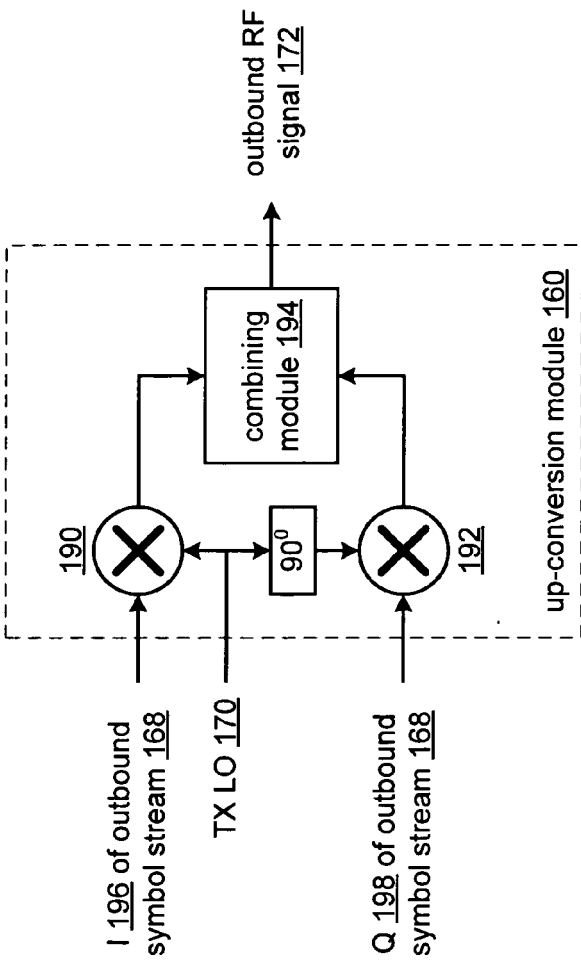 I 196 of outbound
symbol stream 168
TX LO 170
Q 198 of outbound
symbol stream 168
190
90⁰
192
combining
module 194
up-conversion module 160
outbound RF
signal 172